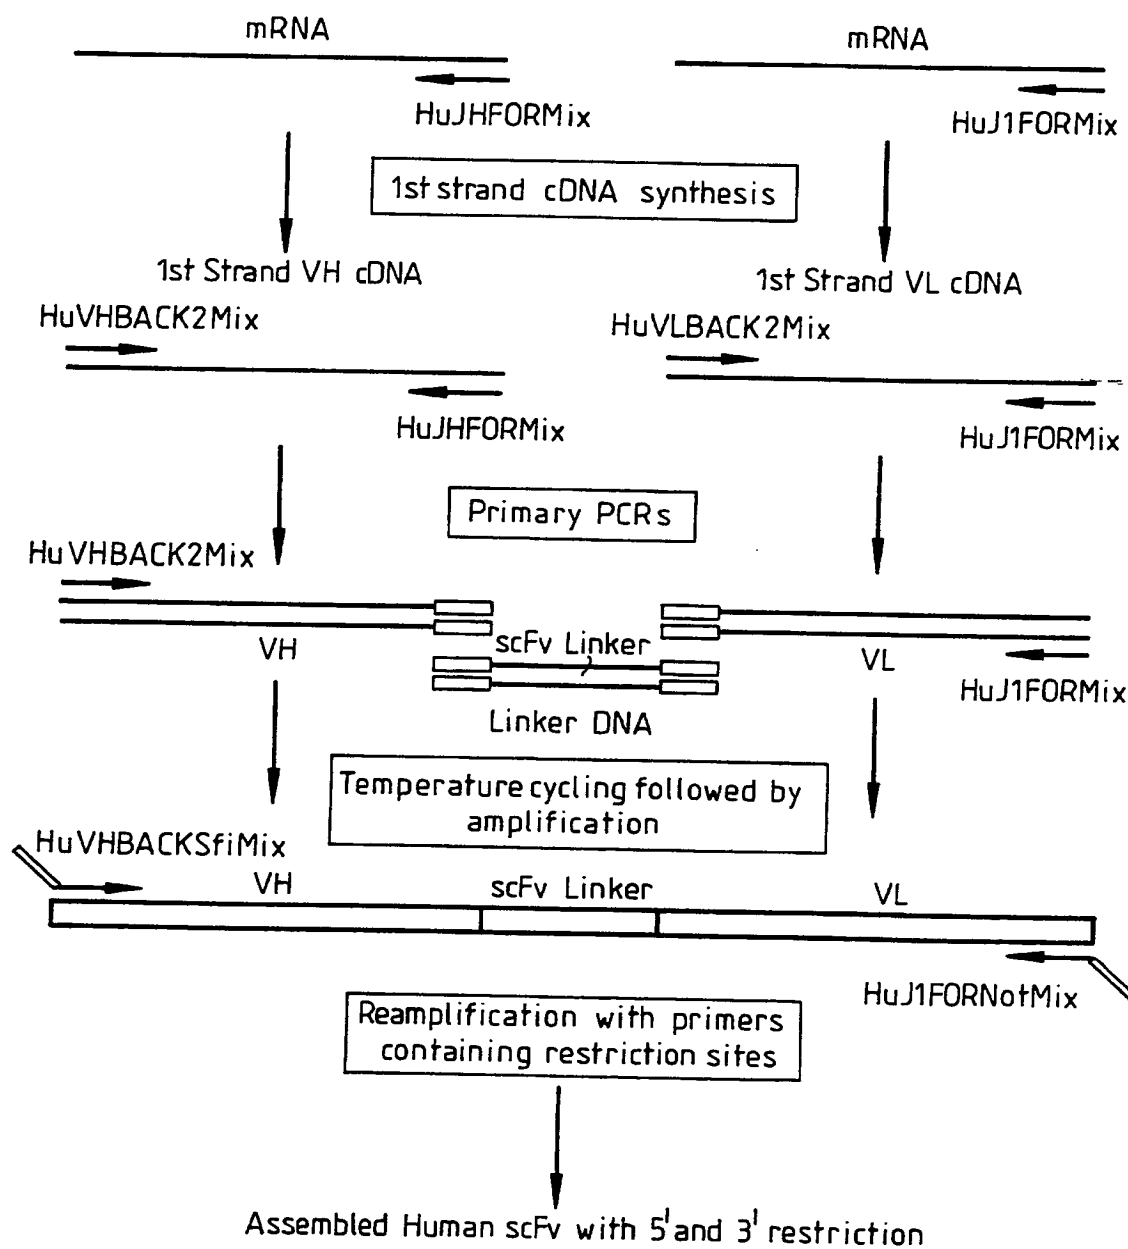 mRNA
mRNA
HuJHFORMix
HuJ1FORMix
1st strand cDNA synthesis
1st Strand VH cDNA
1st Strand VL cDNA
HuVHBACK2Mix
HuVLBACK2Mix
HuJHFORMix
HuJ1FORMix
Primary PCRs
HuVHBACK2Mix
VH
scFv Linker
VL
HuJ1FORMix
Linker DNA
Temperature cycling followed by
amplification
HuVHBACKSfiMix
VH
scFv Linker
VL
HuJ1FORNotMix
Reamplification with primers
containing restriction sites
Assembled Human scFv with 5' and 3' restriction